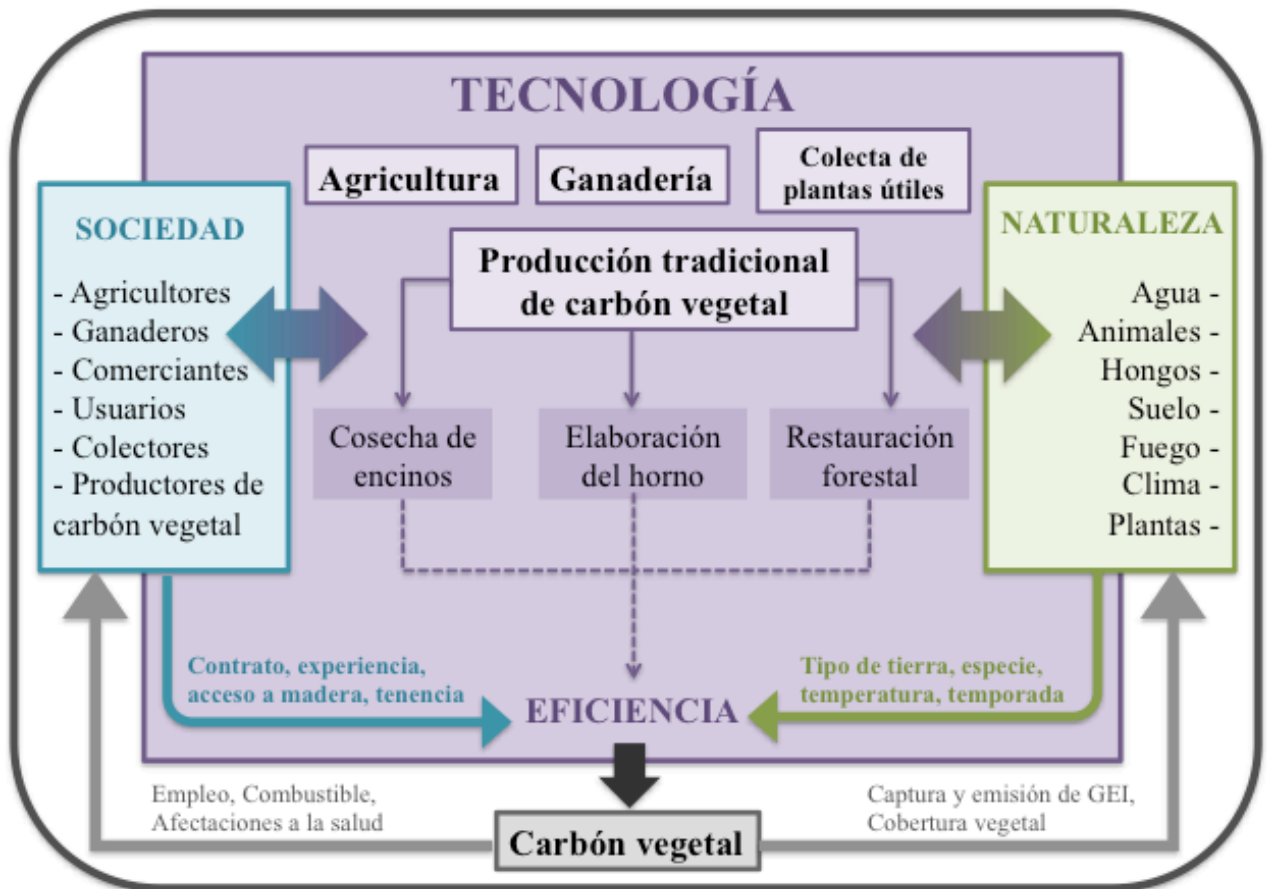 TECNOLOGÍA
Agricultura
Ganadería
Colecta de
plantas útiles
SOCIEDAD
- Agricultores
- Ganaderos
- Comerciantes
- Usuarios
- Colectores
- Productores de
carbón vegetal
NATURALEZA
Agua -
Animales -
Hongos -
Suelo -
Fuego -
Clima -
Plantas -
Producción tradicional
de carbón vegetal
Cosecha de
encinos
Elaboración
del horno
Restauración
forestal
Contrato, experiencia,
acceso a madera, tenencia
Tipo de tierra, especie,
temperatura, temporada
EFICIENCIA
Empleo, Combustible,
Afectaciones a la salud
Captura y emisión de GEI,
Cobertura vegetal
Carbón vegetal